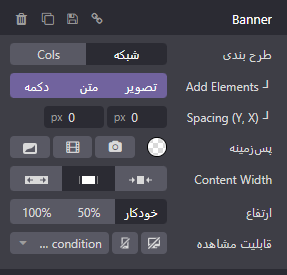 Banner
طرح بندی شبکه Cols
Add Elements تصویر متن دکمه
Spacing (Y, X) 0 px 0 px
پس‌زمینه
Content Width
ارتفاع خودکار 50% 100%
قابلیت مشاهده condition ...